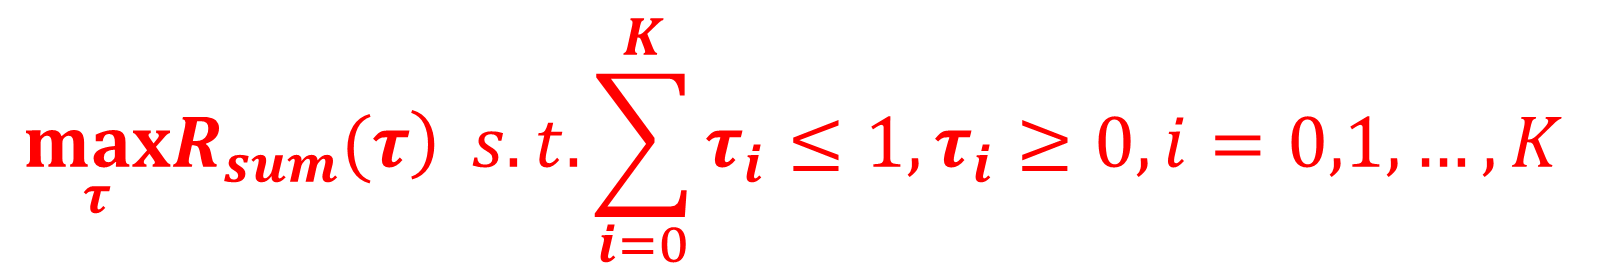 max_τ R_sum(τ) s.t. ∑_{i=0}^{K} τ_i ≤ 1, τ_i ≥ 0, i = 0,1, … , K